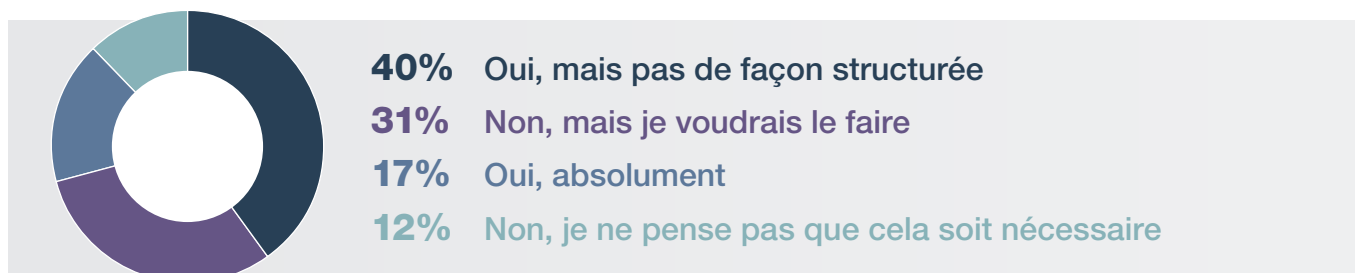 40% Oui, mais pas de façon structurée
31% Non, mais je voudrais le faire
17% Oui, absolument
12% Non, je ne pense pas que cela soit nécessaire